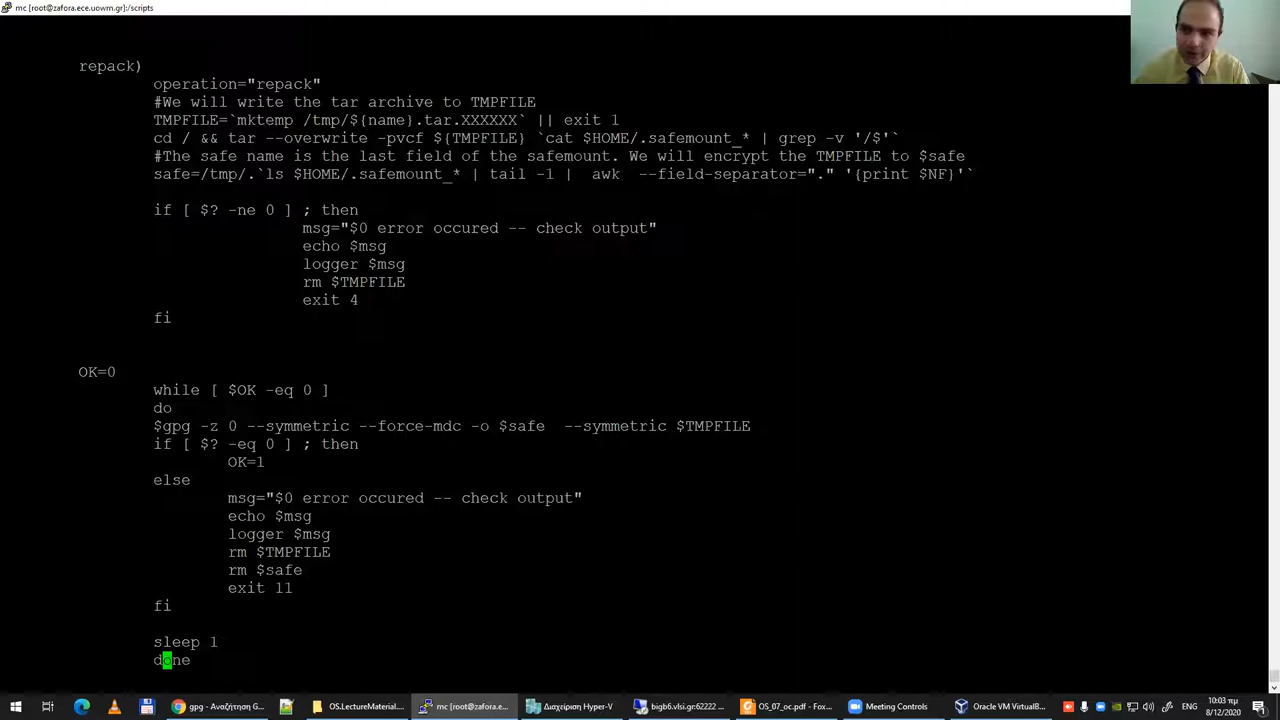 mc [root@zafora.ece.uowm.gr]:/scripts
repack)
operation="repack"
#We will write the tar archive to TMPFILE
TMPFILE=`mktemp /tmp/${name}.tar.XXXXXX` || exit 1
cd / && tar --overwrite -pvcf ${TMPFILE} `cat $HOME/.safemount_* | grep -v '/$'`
#The safe name is the last field of the safemount. We will encrypt the TMPFILE to $safe
safe=/tmp/.`ls $HOME/.safemount_* | tail -1 |  awk  --field-separator="." '{print $NF}'`
if [ $? -ne 0 ] ; then
msg="$0 error occured -- check output"
echo $msg
logger $msg
rm $TMPFILE
exit 4
fi
OK=0
while [ $OK -eq 0 ]
do
$gpg -z 0 --symmetric --force-mdc -o $safe  --symmetric $TMPFILE
if [ $? -eq 0 ] ; then
OK=1
else
msg="$0 error occured -- check output"
echo $msg
logger $msg
rm $TMPFILE
rm $safe
exit 11
fi
sleep 1
done
gpg - Αναζήτηση G...
OS.LectureMaterial...
mc [root@zafora.e...
Διαχείριση Hyper-V
bigb6.vlsi.gr:62222 ...
OS_07_oc.pdf - Fox...
Meeting Controls
Oracle VM VirtualB...
10:03 πμ
8/12/2020